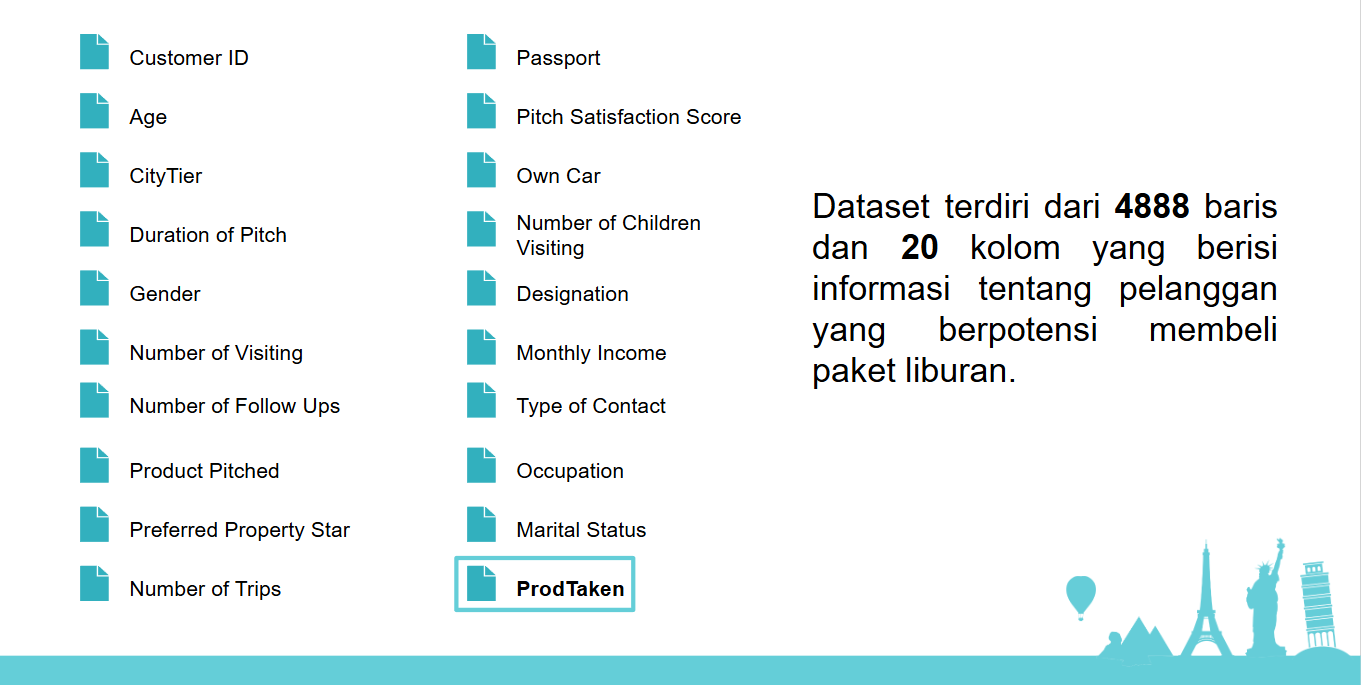 Customer ID
Age
CityTier
Duration of Pitch
Gender
Number of Visiting
Number of Follow Ups
Product Pitched
Preferred Property Star
Number of Trips
Passport
Pitch Satisfaction Score
Own Car
Number of Children
Visiting
Designation
Monthly Income
Type of Contact
Occupation
Marital Status
ProdTaken
Dataset terdiri dari 4888 baris
dan 20 kolom yang berisi
informasi tentang pelanggan
yang berpotensi membeli
paket liburan.